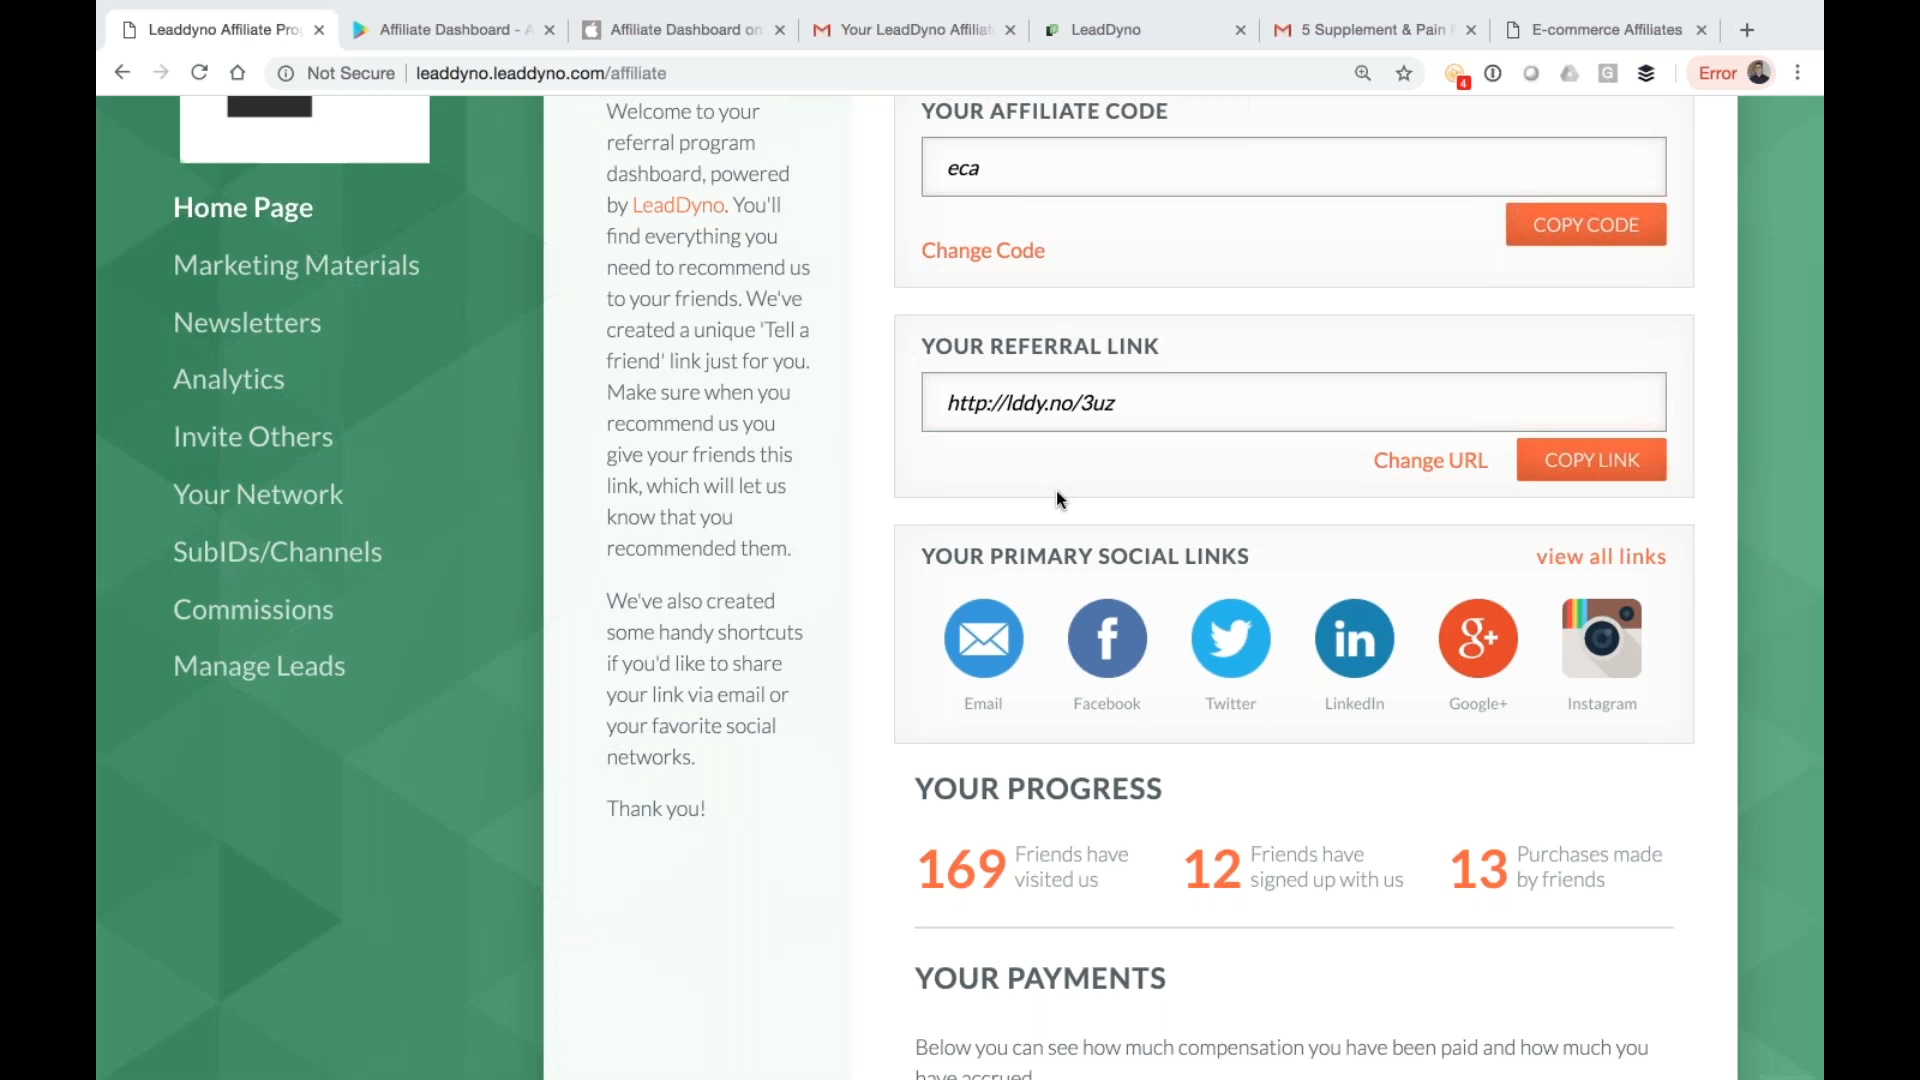 Leaddyno Affiliate Pro
Affiliate Dashboard - A
Affiliate Dashboard on
Your LeadDyno Affiliat
LeadDyno
5 Supplement & Pain
E-commerce Affiliates
Not Secure
leaddyno.leaddyno.com/affiliate
4
G
Error
Home Page
Marketing Materials
Newsletters
Analytics
Invite Others
Your Network
SubIDs/Channels
Commissions
Manage Leads
Welcome to your
referral program
dashboard, powered
by LeadDyno. You'll
find everything you
need to recommend us
to your friends. We've
created a unique 'Tell a
friend' link just for you.
Make sure when you
recommend us you
give your friends this
link, which will let us
know that you
recommended them.
We've also created
some handy shortcuts
if you'd like to share
your link via email or
your favorite social
networks.
Thank you!
YOUR AFFILIATE CODE
eca
COPY CODE
Change Code
YOUR REFERRAL LINK
http://lddy.no/3uz
Change URL
COPY LINK
YOUR PRIMARY SOCIAL LINKS
view all links
Email
Facebook
Twitter
LinkedIn
Google+
Instagram
YOUR PROGRESS
169 Friends have
visited us
12 Friends have
signed up with us
13 Purchases made
by friends
YOUR PAYMENTS
Below you can see how much compensation you have been paid and how much you
have accrued